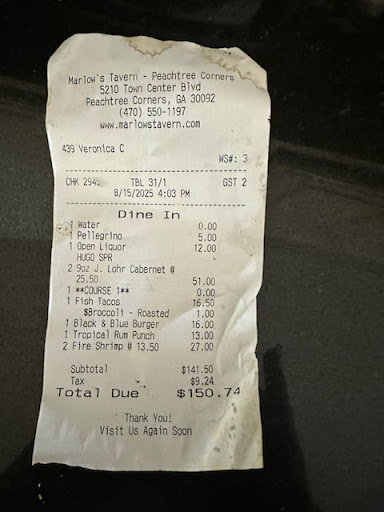 Marlow's Tavern - Peachtree Corners
5210 Town Center Blvd
Peachtree Corners, GA 30092
(470) 550-1197
www.marlowstavern.com
439 Veronica C
WS#: 3
CHK 294 TBL 31/1 GST 2
8/15/2025 4:03 PM
Dine In
1 Water 0.00
1 Pellegrino 5.00
1 Open Liquor 12.00
HUGO SPR
2 9oz J. Lohr Cabernet @
25.50 51.00
1 **COURSE 1** 0.00
1 Fish Tacos 16.50
$Broccoli - Roasted 1.00
1 Black & Blue Burger 16.00
1 Tropical Rum Punch 13.00
2 Fire Shrimp @ 13.50 27.00
Subtotal $141.50
Tax $9.24
Total Due $150.74
Thank You!
Visit Us Again Soon